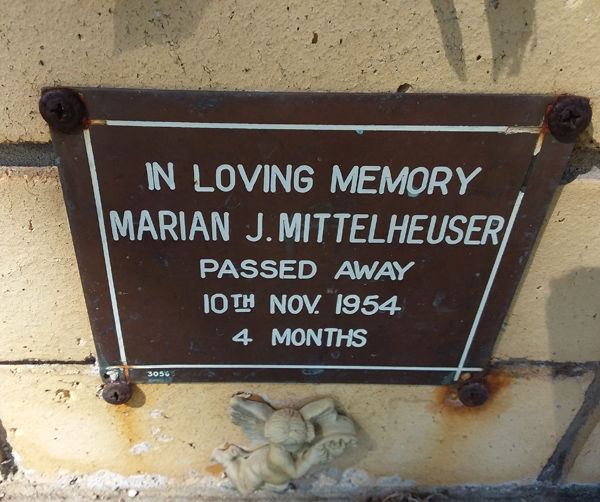 IN LOVING MEMORY
MARIAN J. MITTELHEUSER
PASSED AWAY
10TH NOV. 1954
4 MONTHS
3056